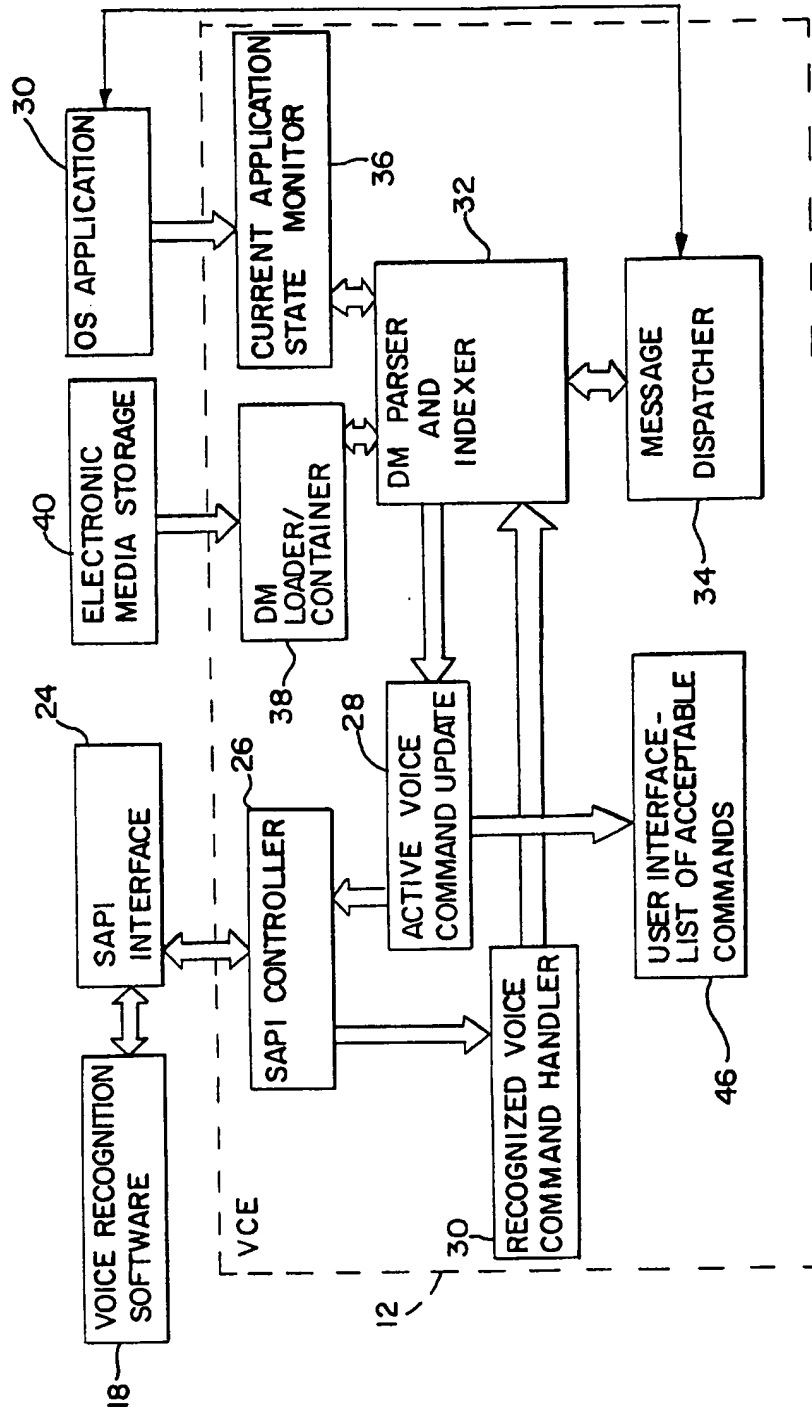 18
VOICE RECOGNITION
SOFTWARE
24
SAPI
INTERFACE
40
ELECTRONIC
MEDIA STORAGE
30
OS APPLICATION
VCE
12
26
SAPI CONTROLLER
38
DM
LOADER/
CONTAINER
CURRENT APPLICATION
STATE MONITOR
36
28
ACTIVE VOICE
COMMAND UPDATE
32
DM PARSER
AND
INDEXER
30
RECOGNIZED VOICE
COMMAND HANDLER
46
USER INTERFACE-
LIST OF ACCEPTABLE
COMMANDS
34
MESSAGE
DISPATCHER